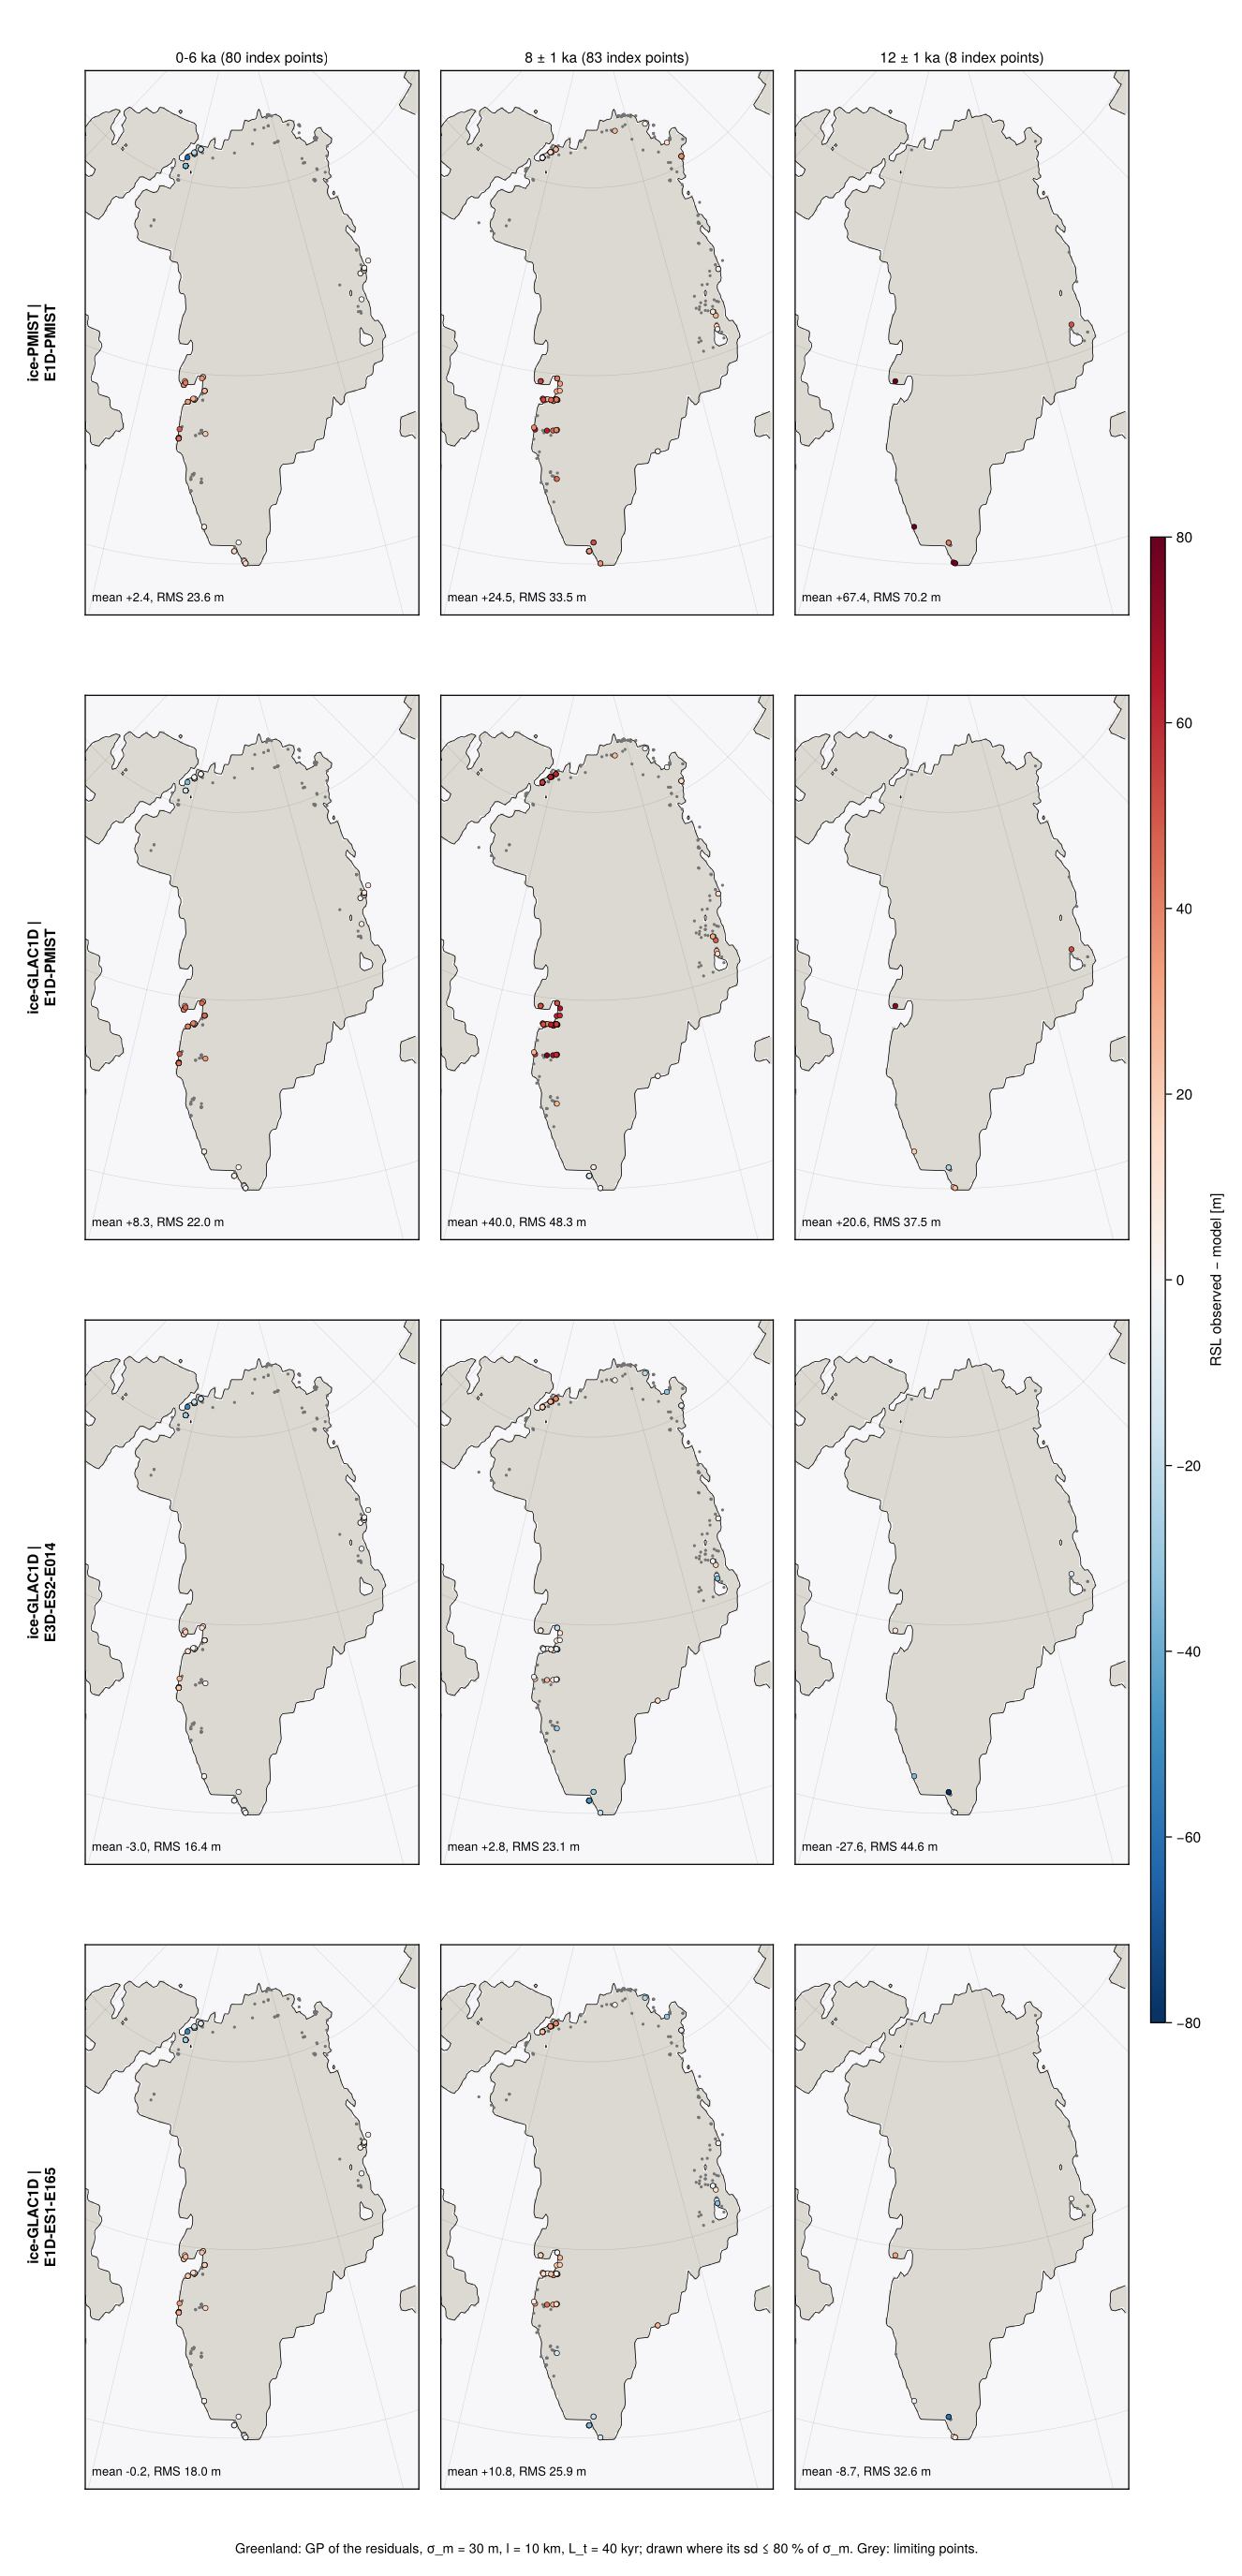 0-6 ka (80 index points)
8 ± 1 ka (83 index points)
12 ± 1 ka (8 index points)
ice-PMIST |
E1D-PMIST
mean +2.4, RMS 23.6 m
mean +24.5, RMS 33.5 m
mean +67.4, RMS 70.2 m
ice-GLAC1D |
E1D-PMIST
mean +8.3, RMS 22.0 m
mean +40.0, RMS 48.3 m
mean +20.6, RMS 37.5 m
ice-GLAC1D |
E3D-ES2-E014
mean -3.0, RMS 16.4 m
mean +2.8, RMS 23.1 m
mean -27.6, RMS 44.6 m
ice-GLAC1D |
E1D-ES1-E165
mean -0.2, RMS 18.0 m
mean +10.8, RMS 25.9 m
mean -8.7, RMS 32.6 m
80
60
40
20
0
−20
−40
−60
−80
RSL observed − model [m]
Greenland: GP of the residuals, σ_m = 30 m, l = 10 km, L_t = 40 kyr; drawn where its sd ≤ 80 % of σ_m. Grey: limiting points.